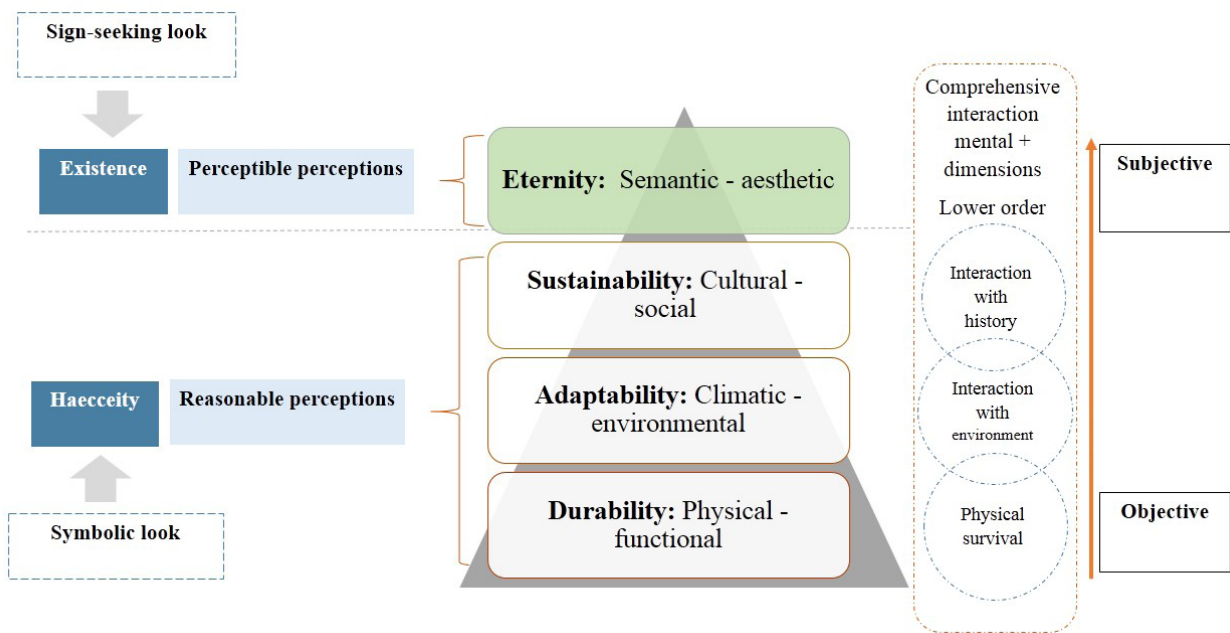 Sign-seeking look
Existence
Perceptible perceptions
Eternity: Semantic - aesthetic
Sustainability: Cultural -
social
Haecceity
Reasonable perceptions
Adaptability: Climatic -
environmental
Durability: Physical -
functional
Symbolic look
Comprehensive
interaction
mental +
dimensions
Lower order
Interaction
with
history
Interaction
with
environment
Physical
survival
Subjective
Objective